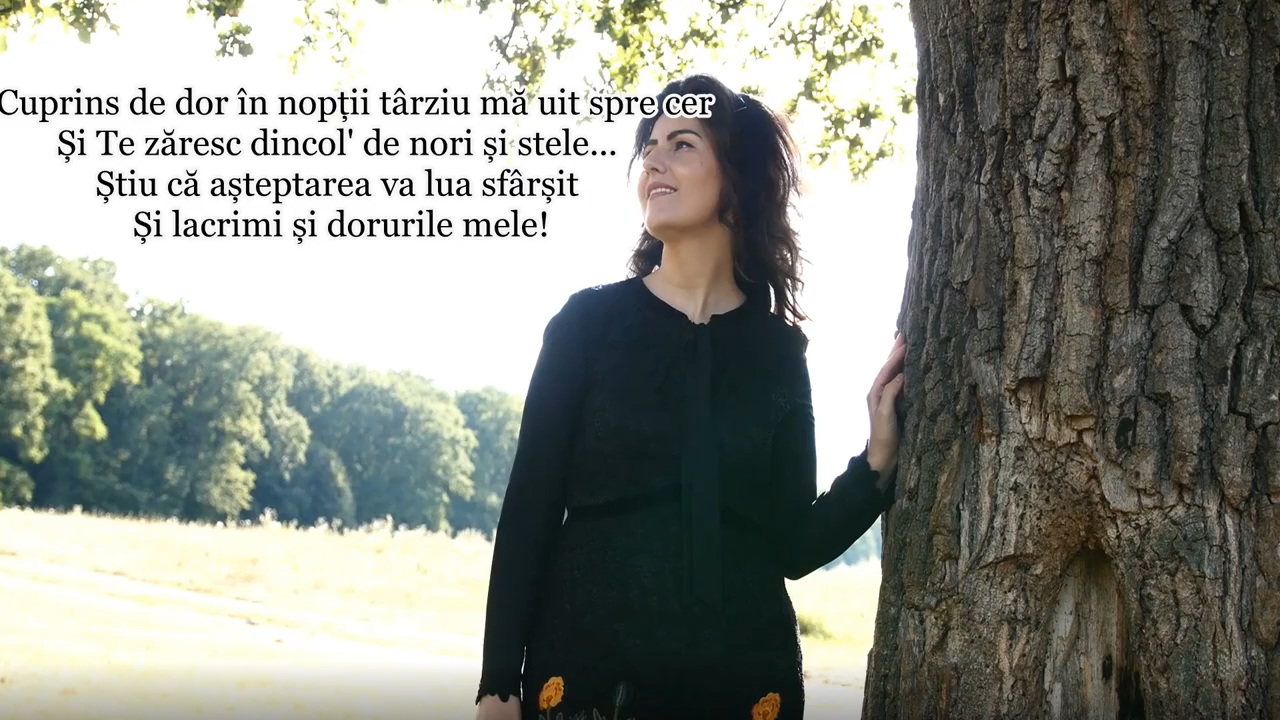 Cuprins de dor în nopții târziu mă uit spre cer
Și Te zăresc dincol' de nori și stele...
Știu că așteptarea va lua sfârșit
Și lacrimi și dorurile mele!